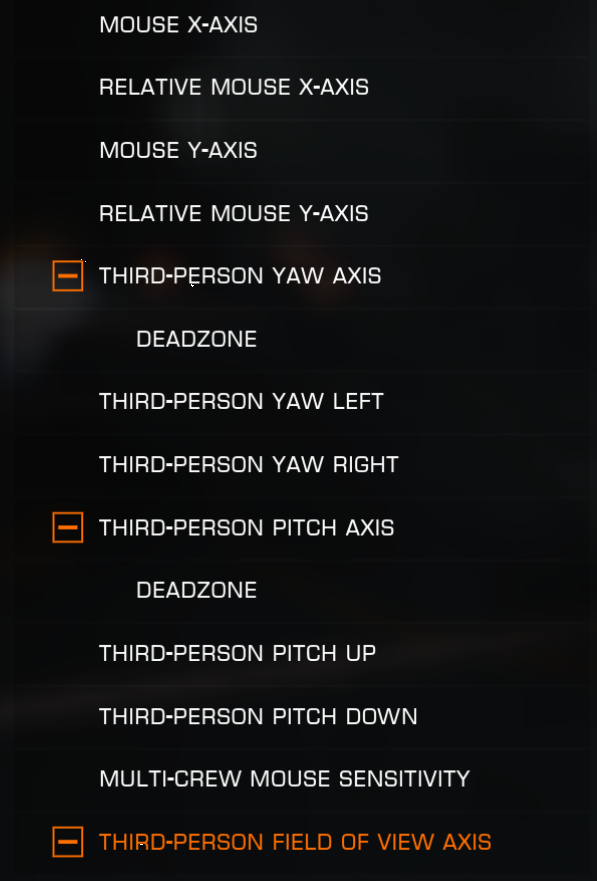 MOUSE X-AXIS
RELATIVE MOUSE X-AXIS
MOUSE Y-AXIS
RELATIVE MOUSE Y-AXIS
THIRD-PERSON YAW AXIS
DEADZONE
THIRD-PERSON YAW LEFT
THIRD-PERSON YAW RIGHT
THIRD-PERSON PITCH AXIS
DEADZONE
THIRD-PERSON PITCH UP
THIRD-PERSON PITCH DOWN
MULTI-CREW MOUSE SENSITIVITY
THIRD-PERSON FIELD OF VIEW AXIS